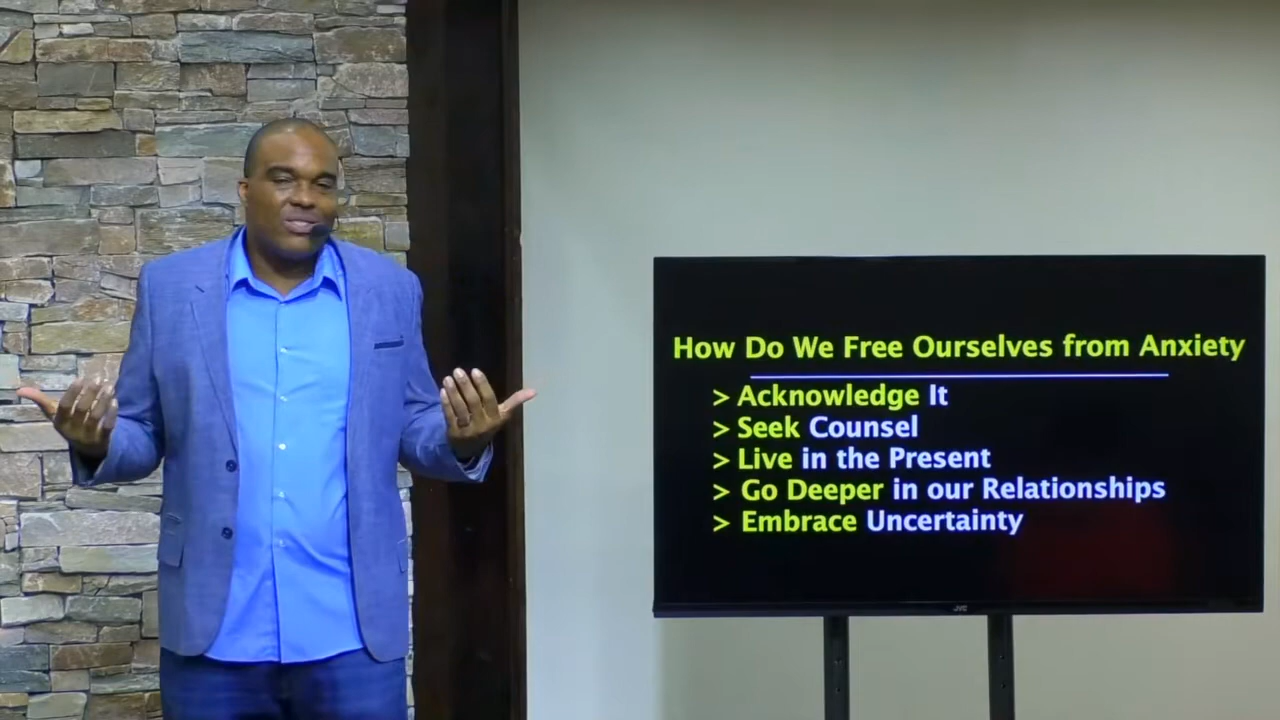 How Do We Free Ourselves from Anxiety
> Acknowledge It
> Seek Counsel
> Live in the Present
> Go Deeper in our Relationships
> Embrace Uncertainty
JVC